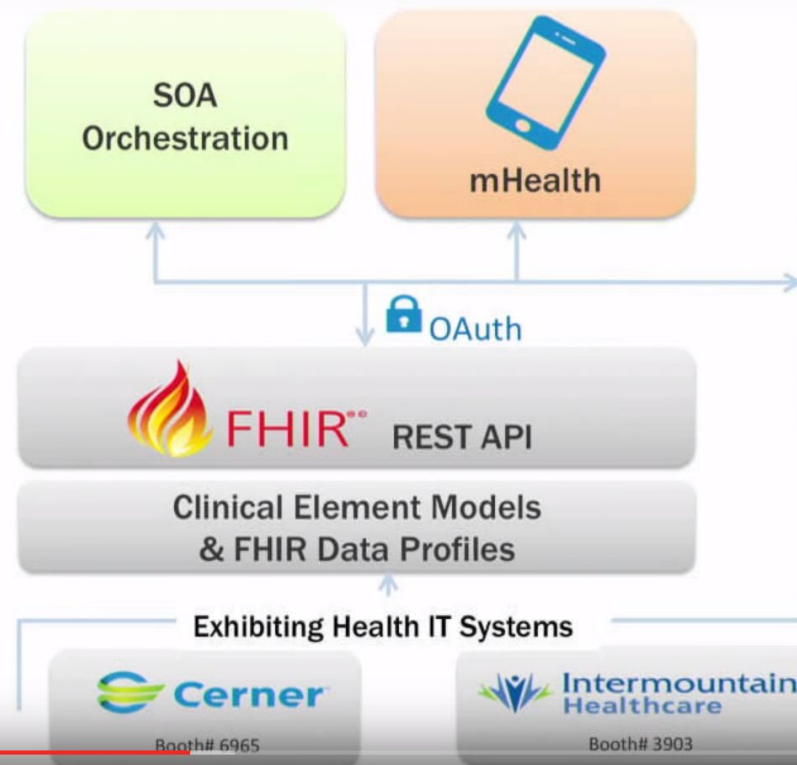 SOA
Orchestration
mHealth
OAuth
FHIR REST API
Clinical Element Models
& FHIR Data Profiles
Exhibiting Health IT Systems
Cerner
Booth# 6965
Intermountain
Healthcare
Booth# 3903